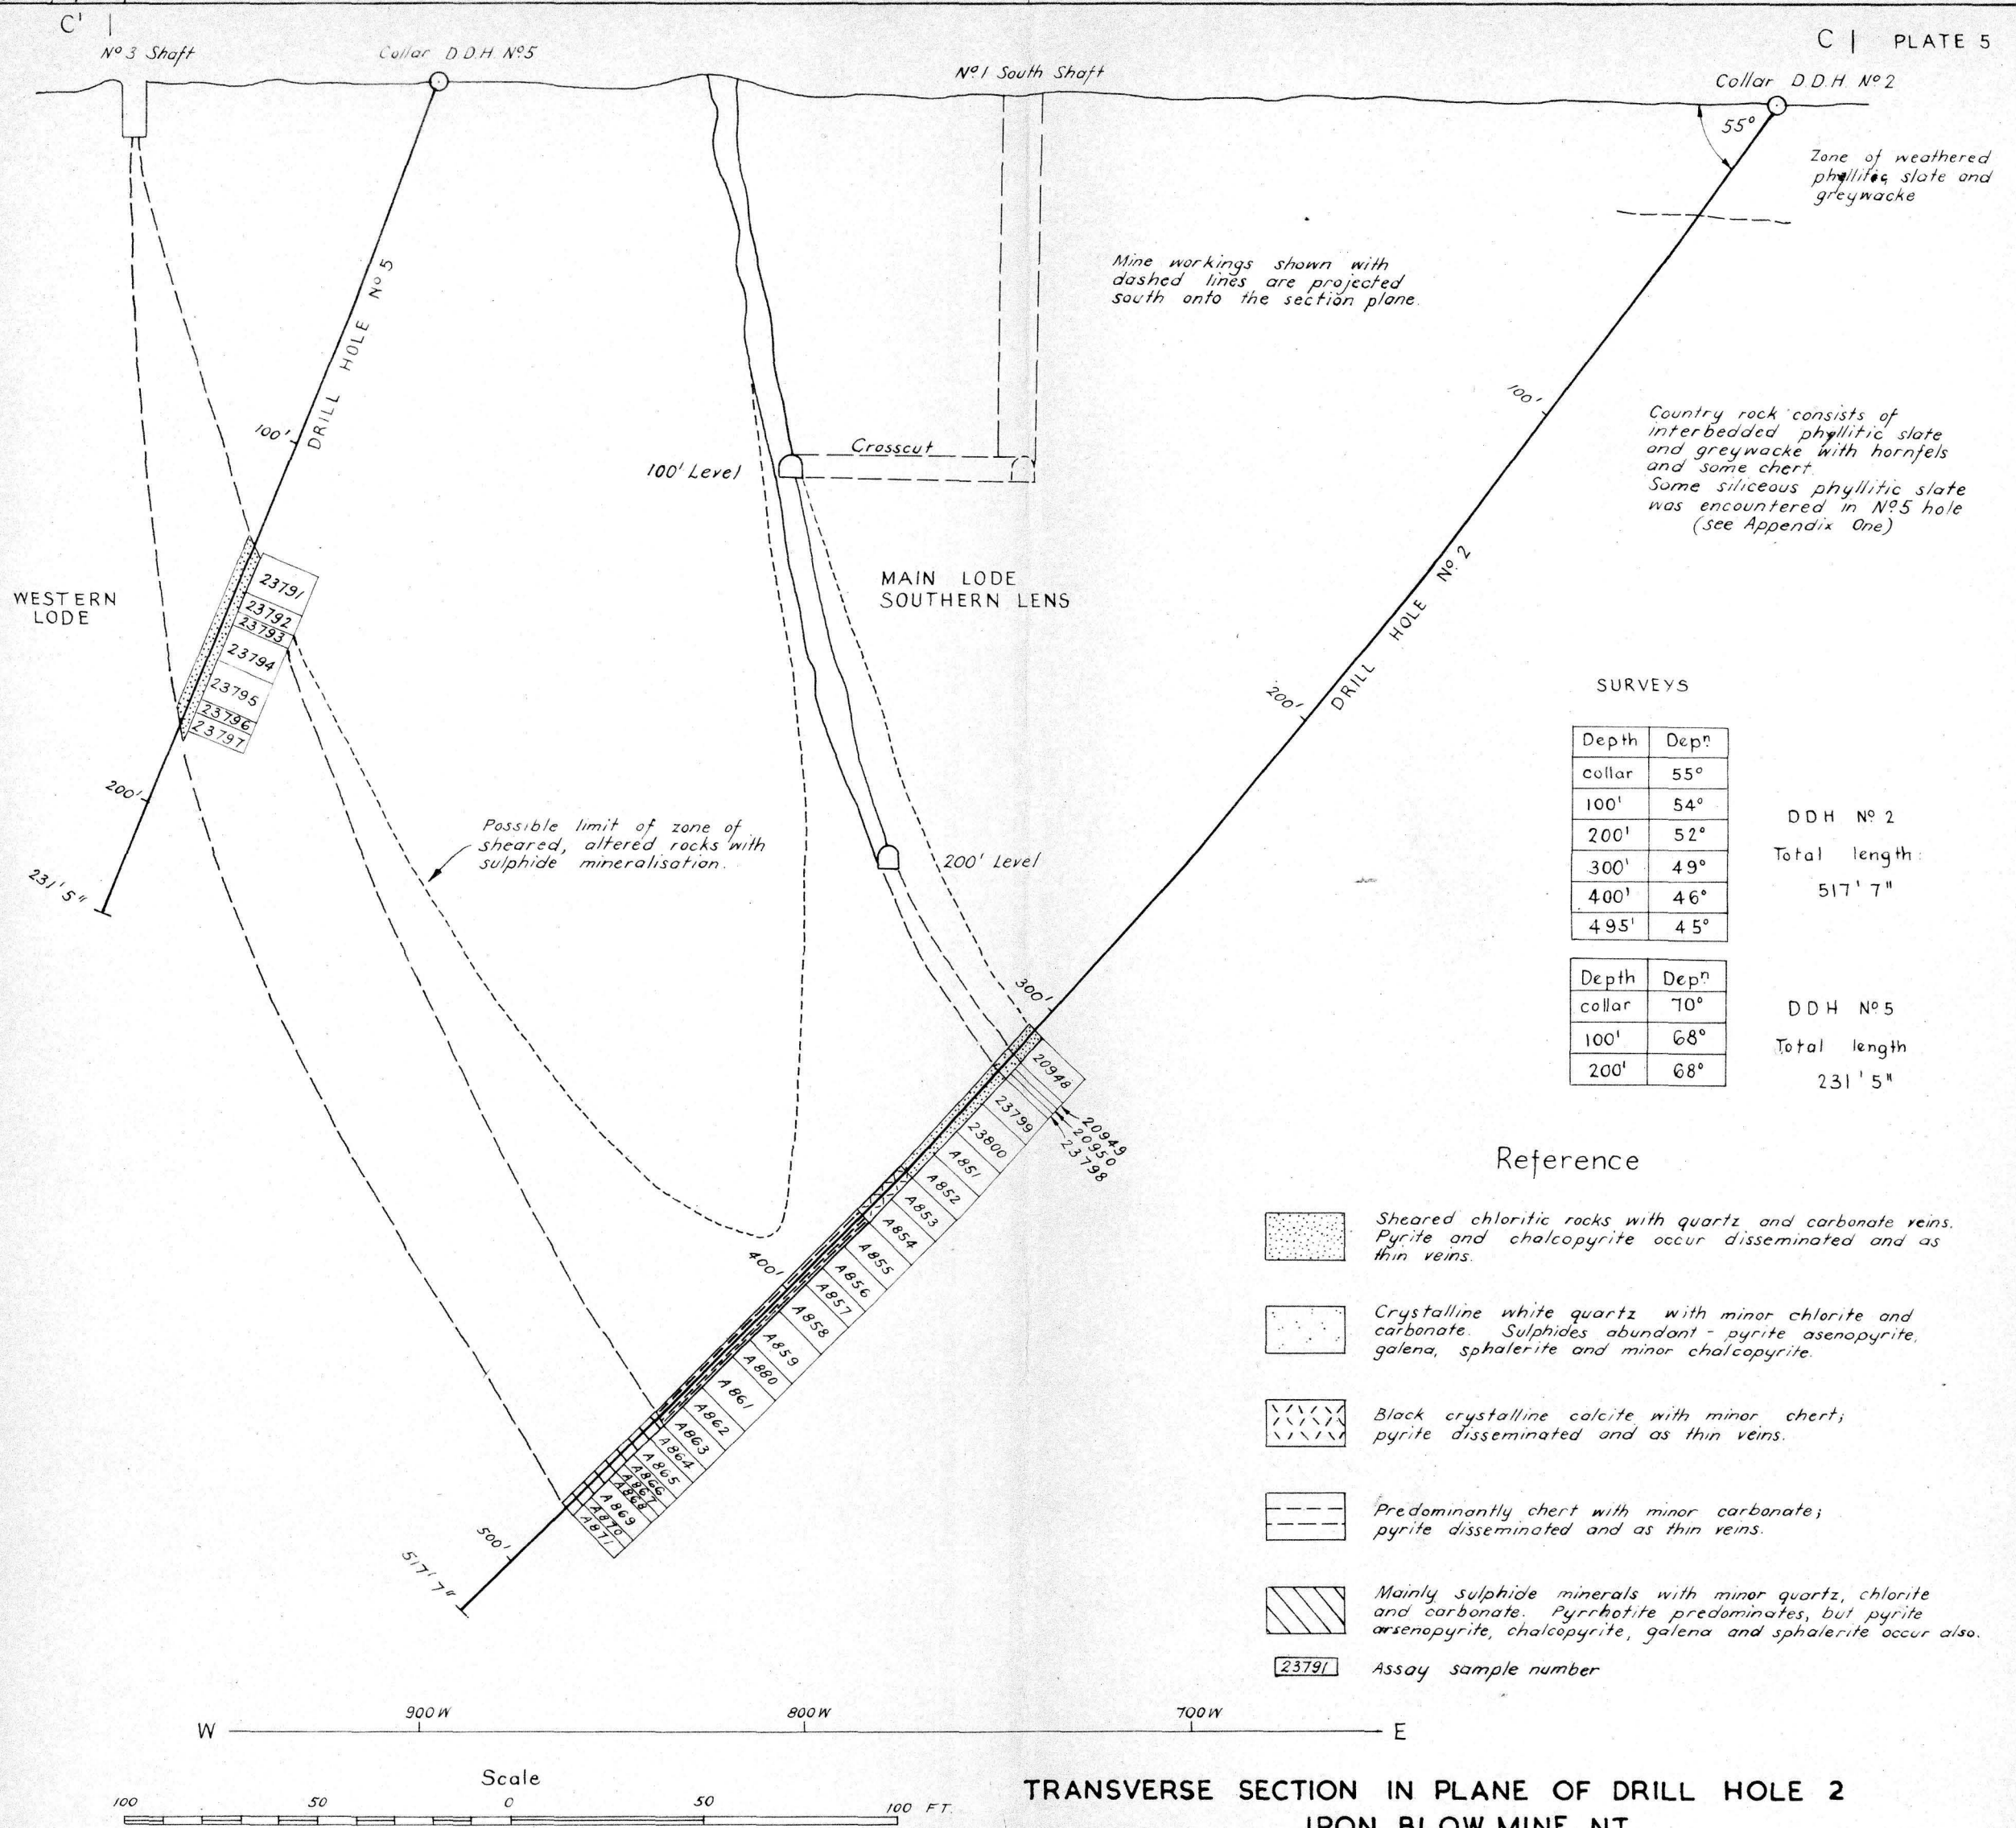 C'
Nº 3 Shaft
Collar D.D.H. Nº5
Nº1 South Shaft
C | PLATE 5
Collar D.D.H. Nº2
55°
Zone of weathered
phyllitic slate and
greywacke
Mine workings shown with
dashed lines are projected
south onto the section plane.
DRILL HOLE Nº 5
100'
200'
231' 5"
WESTERN
LODE
23791
23792
23793
23794
23795
23796
23797
Crosscut
100' Level
MAIN LODE
SOUTHERN LENS
200' Level
Possible limit of zone of
sheared, altered rocks with
sulphide mineralisation.
100'
Country rock consists of
interbedded phyllitic slate
and greywacke with hornfels
and some chert.
Some siliceous phyllitic slate
was encountered in Nº5 hole
(see Appendix One)
DRILL HOLE Nº 2
200'
300'
400'
500'
517' 7"
20948
20949
20950
23798
23799
23800
A851
A852
A853
A854
A855
A856
A857
A858
A859
A880
A861
A862
A863
A864
A865
A866
A867
A868
A869
A870
A871
SURVEYS
Depth Depⁿ
collar 55°
100' 54°
200' 52°
300' 49°
400' 46°
495' 45°
DDH Nº 2
Total length:
517' 7"
Depth Depⁿ
collar 70°
100' 68°
200' 68°
DDH Nº 5
Total length
231' 5"
Reference
Sheared chloritic rocks with quartz and carbonate veins.
Pyrite and chalcopyrite occur disseminated and as
thin veins.
Crystalline white quartz with minor chlorite and
carbonate. Sulphides abundant - pyrite asenopyrite,
galena, sphalerite and minor chalcopyrite.
Black crystalline calcite with minor chert;
pyrite disseminated and as thin veins.
Predominantly chert with minor carbonate;
pyrite disseminated and as thin veins.
Mainly sulphide minerals with minor quartz, chlorite
and carbonate. Pyrrhotite predominates, but pyrite
arsenopyrite, chalcopyrite, galena and sphalerite occur also.
23791 Assay sample number
900W 800W 700W
W E
Scale
100 50 0 50 100 FT.
TRANSVERSE SECTION IN PLANE OF DRILL HOLE 2
IRON BLOW MINE NT